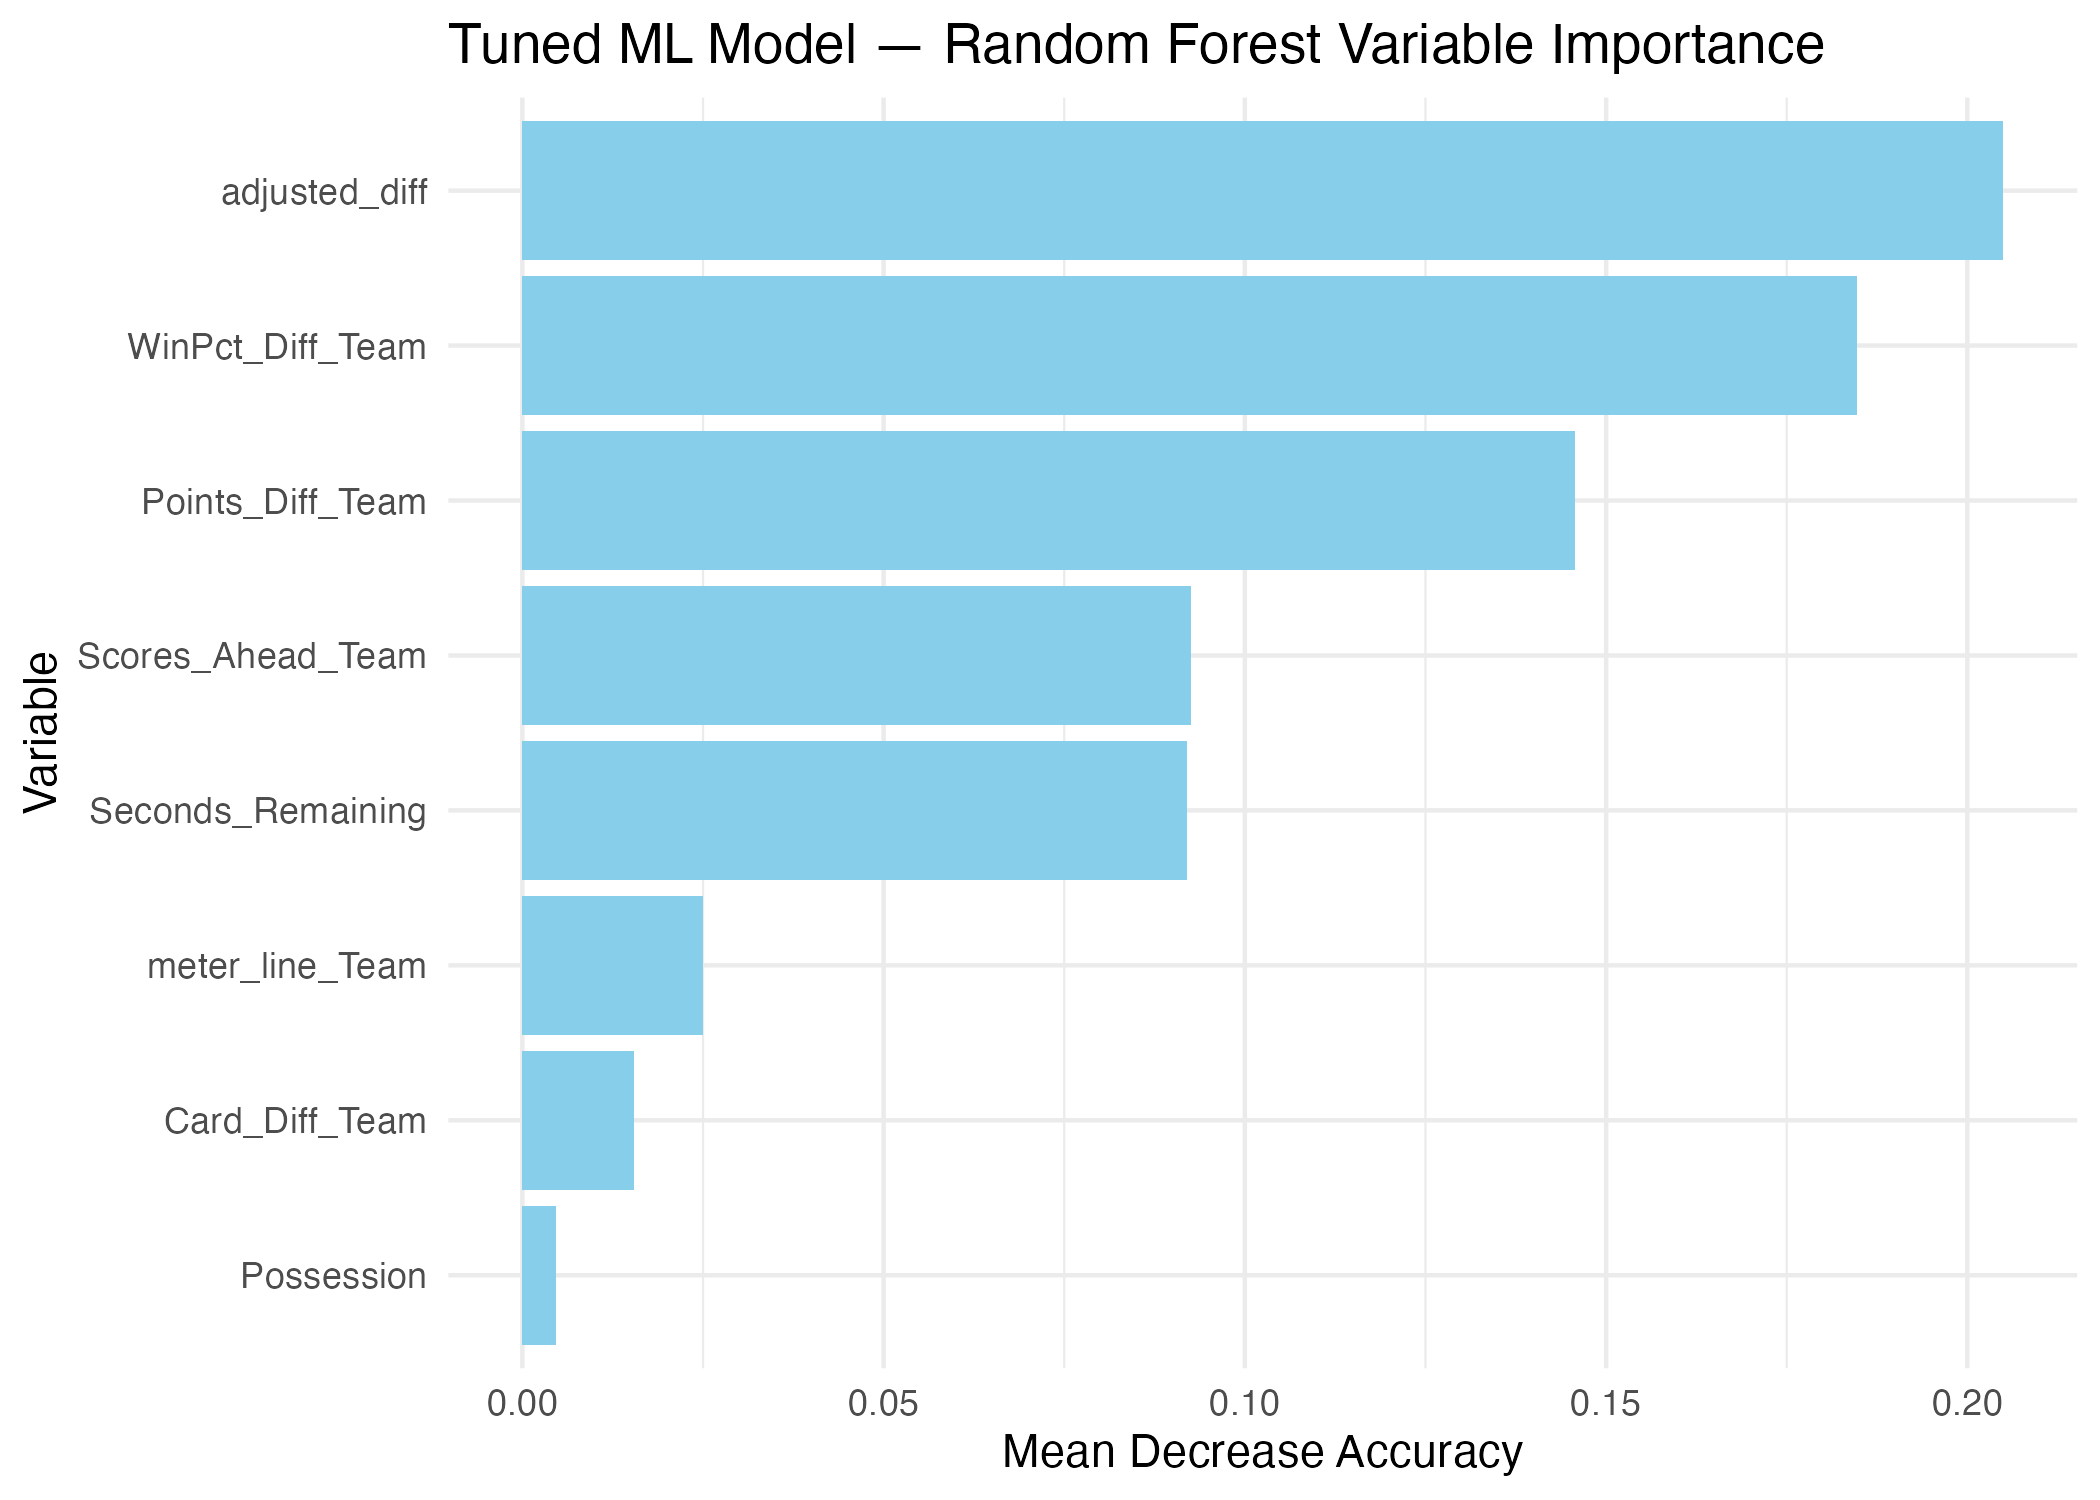 Tuned ML Model — Random Forest Variable Importance
adjusted_diff
WinPct_Diff_Team
Points_Diff_Team
Scores_Ahead_Team
Seconds_Remaining
meter_line_Team
Card_Diff_Team
Possession
Variable
0.00 0.05 0.10 0.15 0.20
Mean Decrease Accuracy